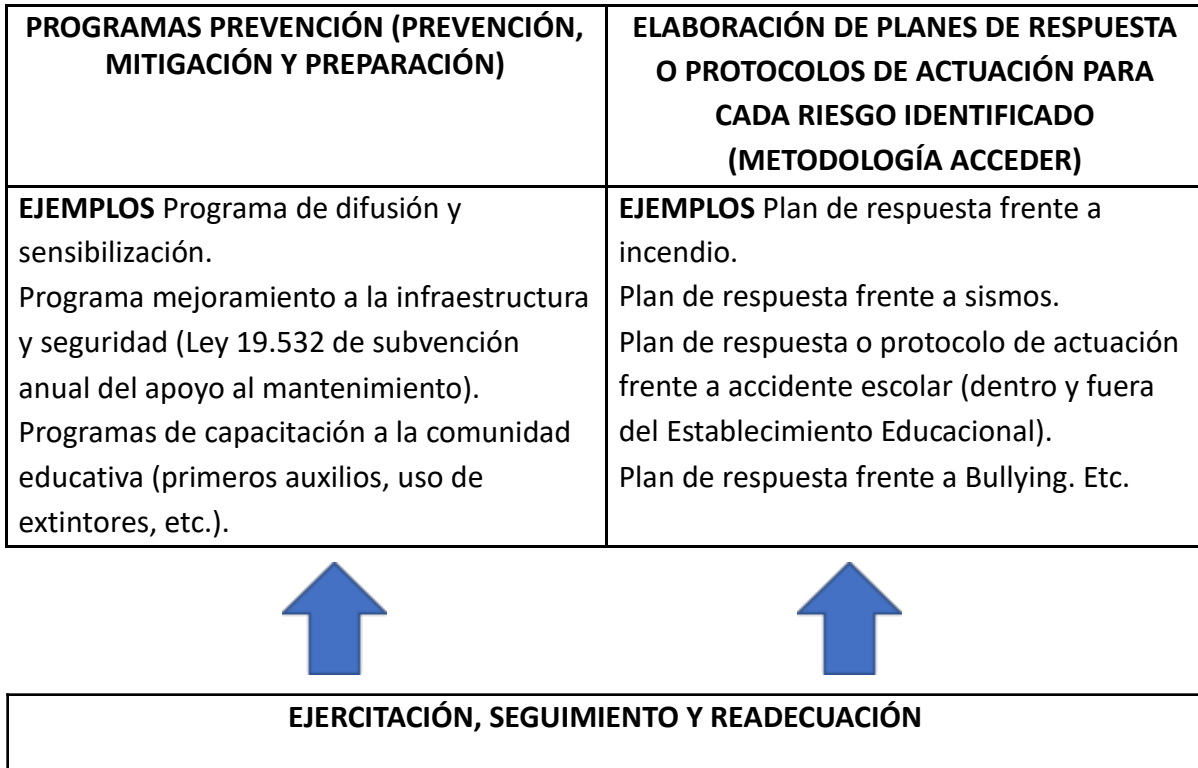 PROGRAMAS PREVENCIÓN (PREVENCIÓN,
MITIGACIÓN Y PREPARACIÓN)
ELABORACIÓN DE PLANES DE RESPUESTA
O PROTOCOLOS DE ACTUACIÓN PARA
CADA RIESGO IDENTIFICADO
(METODOLOGÍA ACCEDER)
EJEMPLOS Programa de difusión y
sensibilización.
Programa mejoramiento a la infraestructura
y seguridad (Ley 19.532 de subvención
anual del apoyo al mantenimiento).
Programas de capacitación a la comunidad
educativa (primeros auxilios, uso de
extintores, etc.).
EJEMPLOS Plan de respuesta frente a
incendio.
Plan de respuesta frente a sismos.
Plan de respuesta o protocolo de actuación
frente a accidente escolar (dentro y fuera
del Establecimiento Educacional).
Plan de respuesta frente a Bullying. Etc.
EJERCITACIÓN, SEGUIMIENTO Y READECUACIÓN